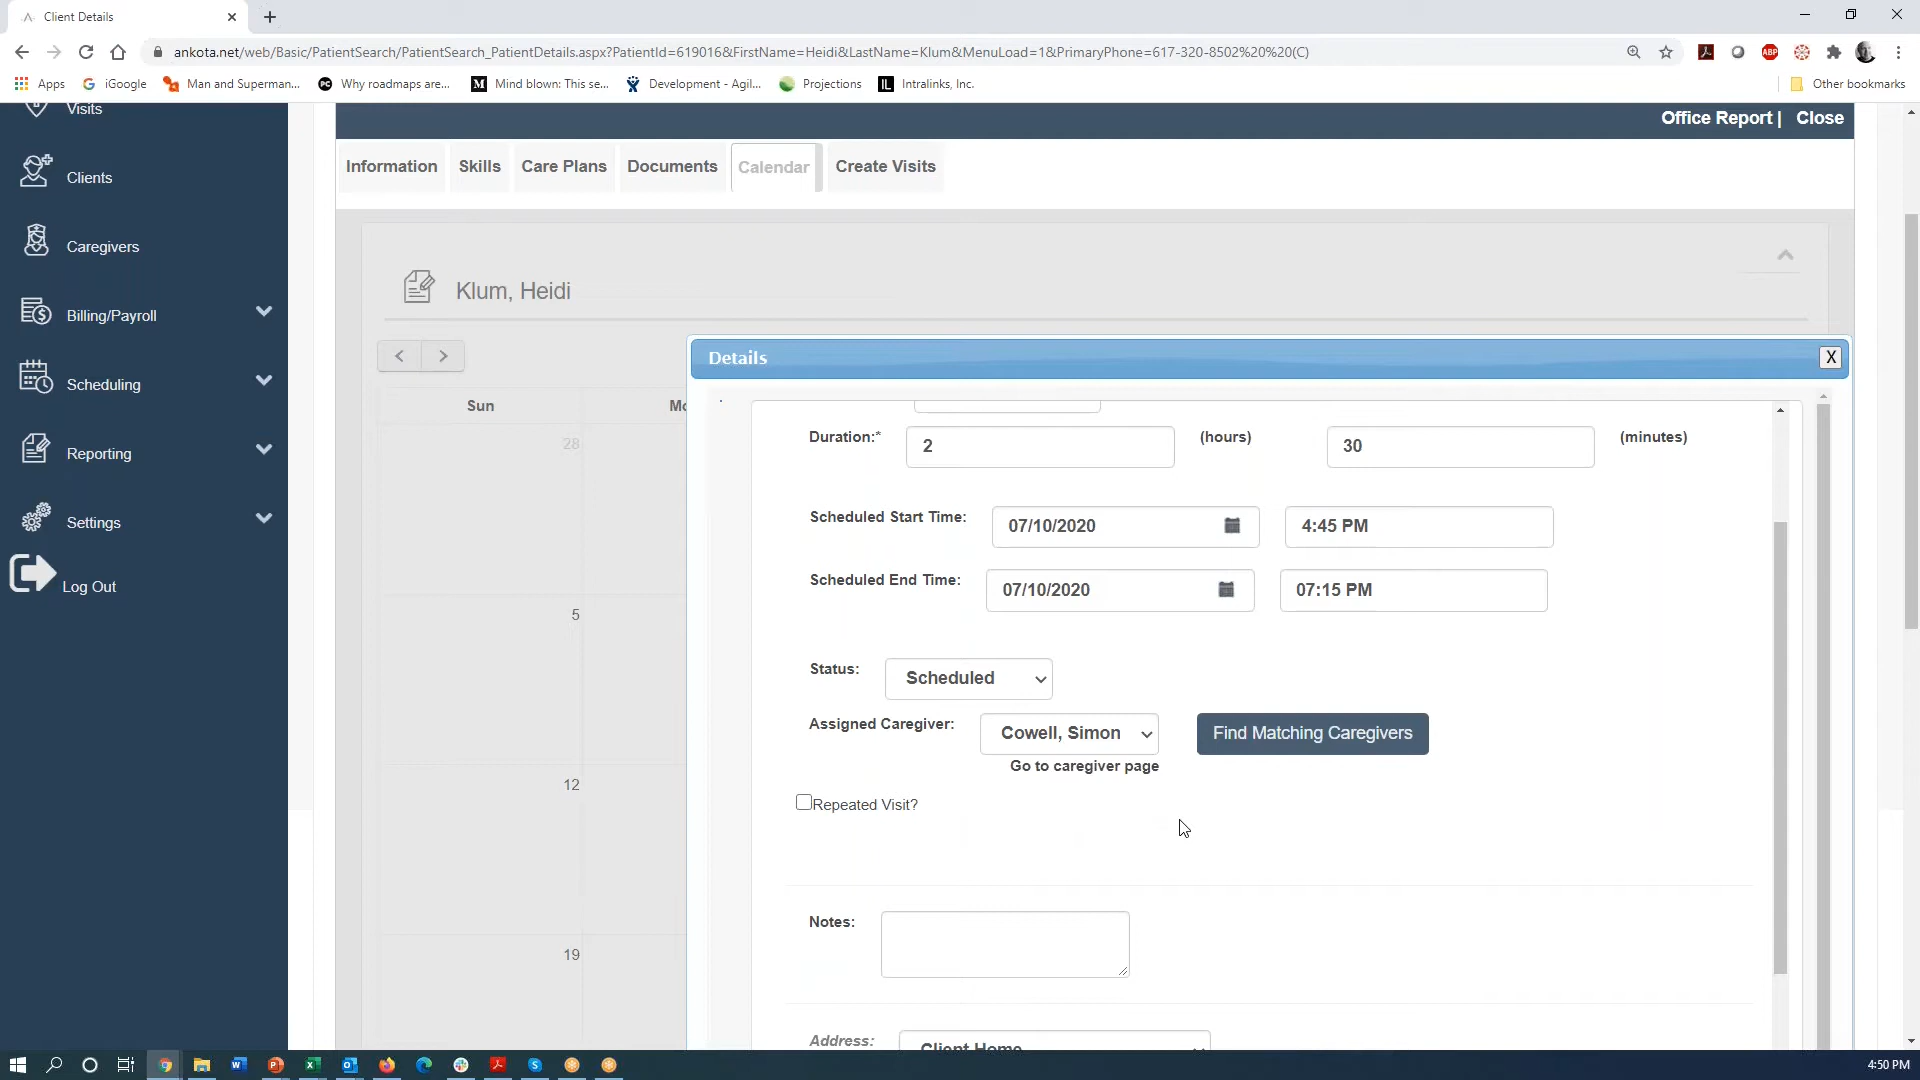 Client Details
ankota.net/web/Basic/PatientSearch/PatientSearch_PatientDetails.aspx?PatientId=619016&FirstName=Heidi&LastName=Klum&MenuLoad=1&PrimaryPhone=617-320-8502%20%20(C)
ABP
Apps
iGoogle
Man and Superman...
Why roadmaps are...
Mind blown: This se...
Development - Agil...
Projections
Intralinks, Inc.
Other bookmarks
Visits
Clients
Caregivers
Billing/Payroll
Scheduling
Reporting
Settings
Log Out
Office Report | Close
Information
Skills
Care Plans
Documents
Calendar
Create Visits
Klum, Heidi
Sun
28
5
12
19
Details
X
Duration:* 2 (hours) 30 (minutes)
Scheduled Start Time: 07/10/2020 4:45 PM
Scheduled End Time: 07/10/2020 07:15 PM
Status: Scheduled
Assigned Caregiver: Cowell, Simon Find Matching Caregivers
Go to caregiver page
Repeated Visit?
Notes:
Address: Client Home
4:50 PM